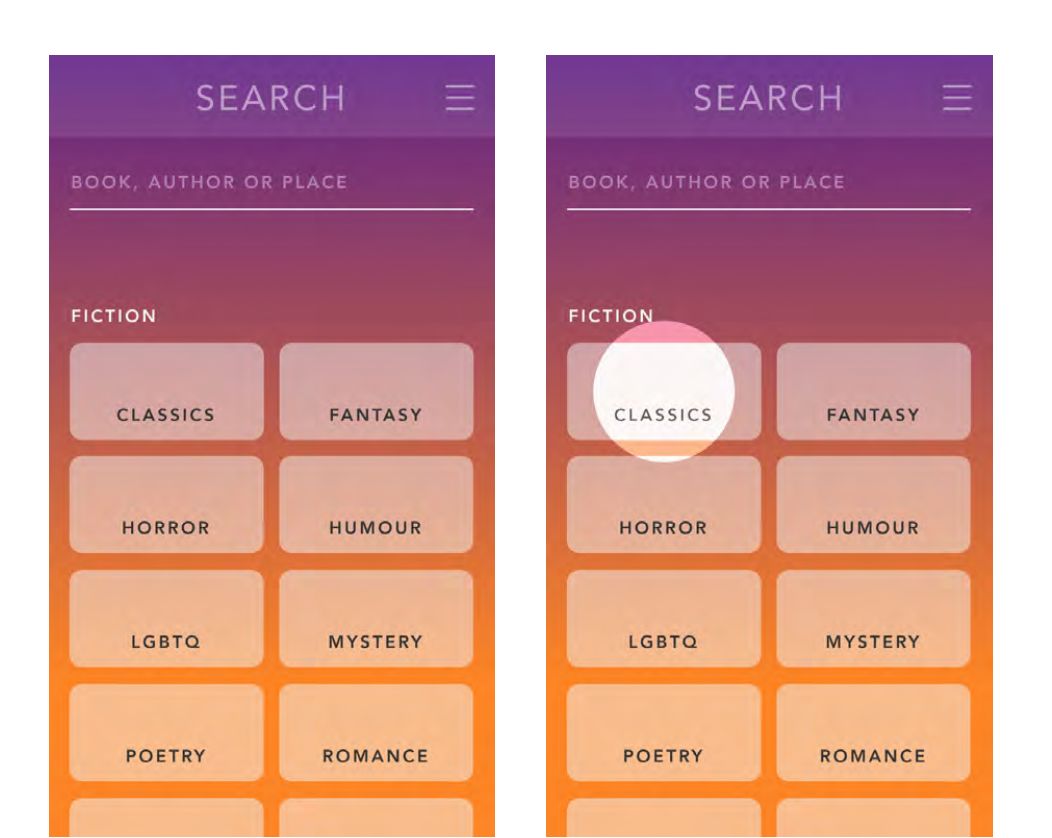 SEARCH
BOOK, AUTHOR OR PLACE
FICTION
CLASSICS
FANTASY
HORROR
HUMOUR
LGBTQ
MYSTERY
POETRY
ROMANCE
SEARCH
BOOK, AUTHOR OR PLACE
FICTION
CLASSICS
FANTASY
HORROR
HUMOUR
LGBTQ
MYSTERY
POETRY
ROMANCE